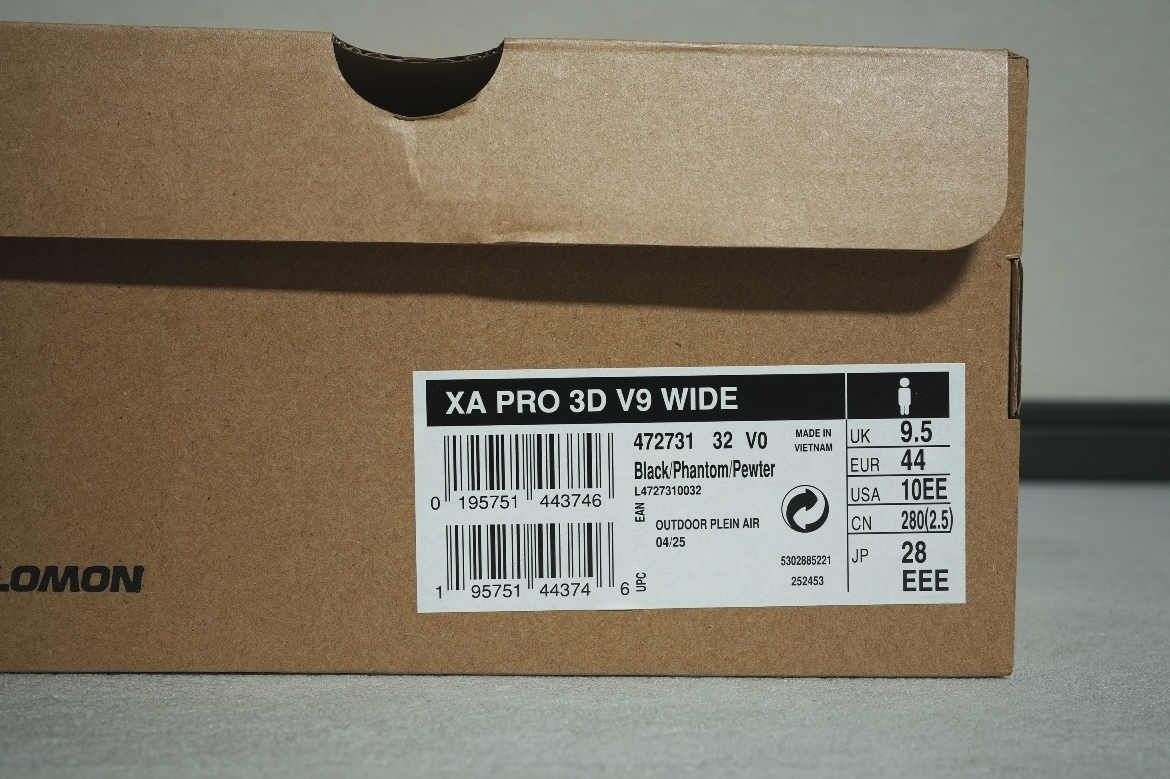 XA PRO 3D V9 WIDE
0 195751 443746
EAN
1 95751 44374 6
UPC
472731 32 V0
Black/Phantom/Pewter
L4727310032
OUTDOOR PLEIN AIR
04/25
MADE IN
VIETNAM
5302885221
252453
UK 9.5
EUR 44
USA 10EE
CN 280(2.5)
JP 28
EEE
LOMON